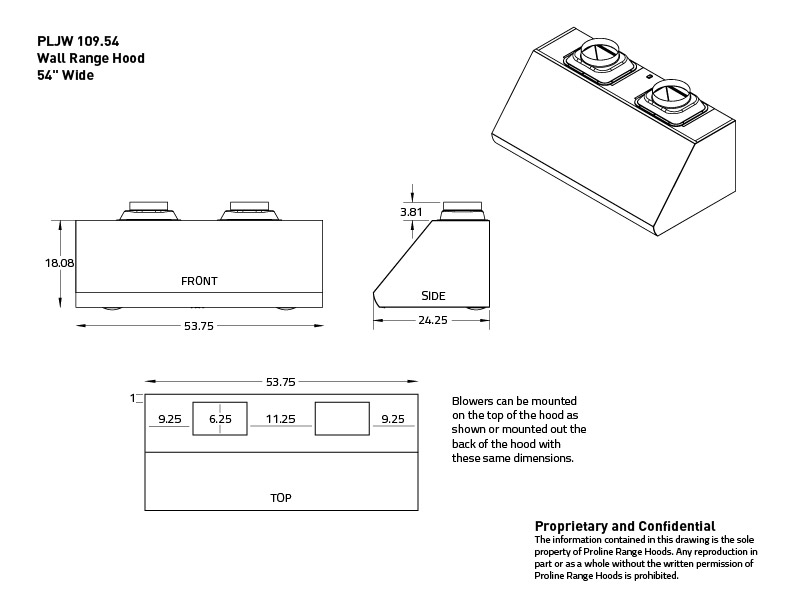 PLJW 109.54
Wall Range Hood
54" Wide
3.81
18.08
FRONT
SIDE
53.75
24.25
53.75
1
9.25
6.25
11.25
9.25
TOP
Blowers can be mounted
on the top of the hood as
shown or mounted out the
back of the hood with
these same dimensions.
Proprietary and Confidential
The information contained in this drawing is the sole
property of Proline Range Hoods. Any reproduction in
part or as a whole without the written permission of
Proline Range Hoods is prohibited.